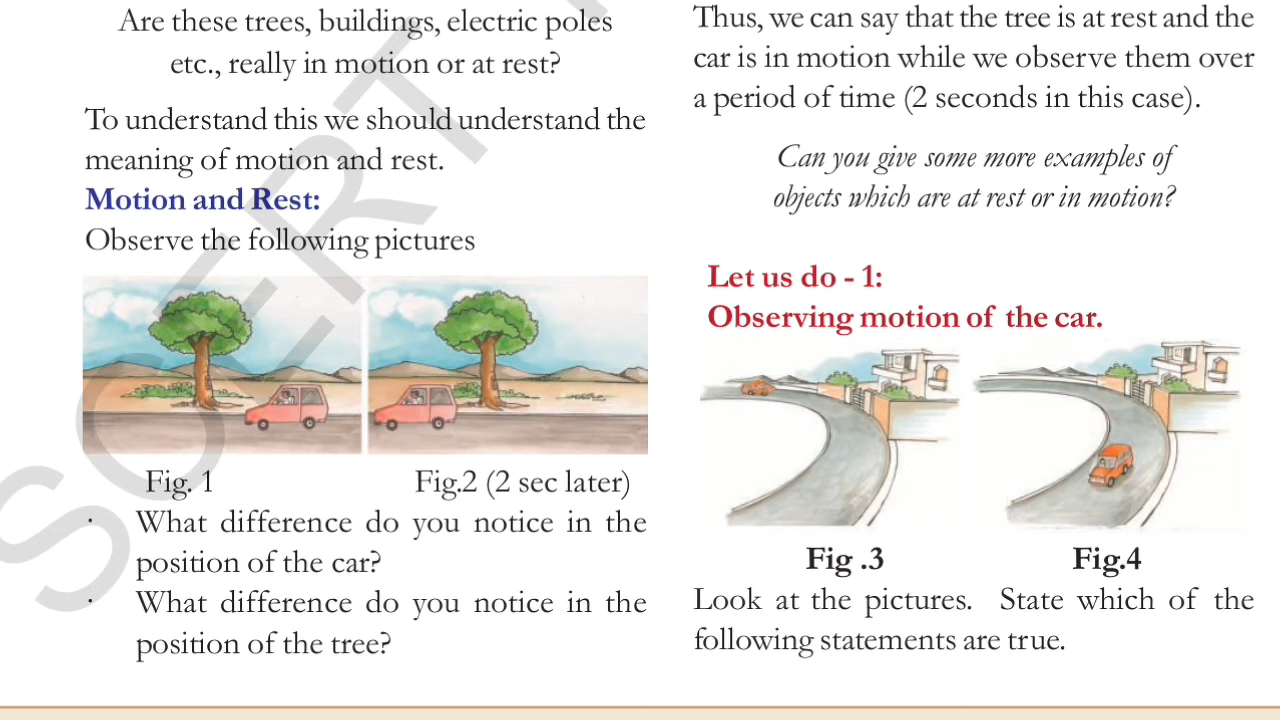 Are these trees, buildings, electric poles
etc., really in motion or at rest?
To understand this we should understand the
meaning of motion and rest.
Motion and Rest:
Observe the following pictures
Fig. 1
Fig.2 (2 sec later)
· What difference do you notice in the
position of the car?
· What difference do you notice in the
position of the tree?
Thus, we can say that the tree is at rest and the
car is in motion while we observe them over
a period of time (2 seconds in this case).
Can you give some more examples of
objects which are at rest or in motion?
Let us do - 1:
Observing motion of the car.
Fig .3
Fig.4
Look at the pictures. State which of the
following statements are true.
SCERT